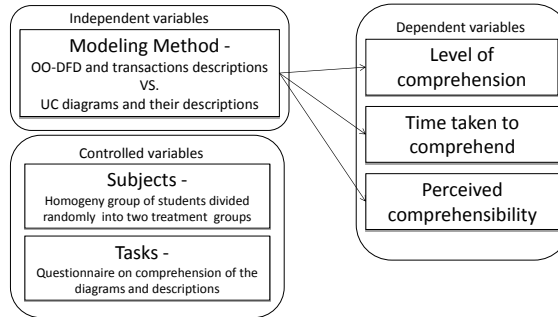 Independent variables
Modeling Method -
OO-DFD and transactions descriptions
VS.
UC diagrams and their descriptions
Controlled variables
Subjects -
Homogeny group of students divided
randomly into two treatment groups
Tasks -
Questionnaire on comprehension of the
diagrams and descriptions
Dependent variables
Level of
comprehension
Time taken to
comprehend
Perceived
comprehensibility